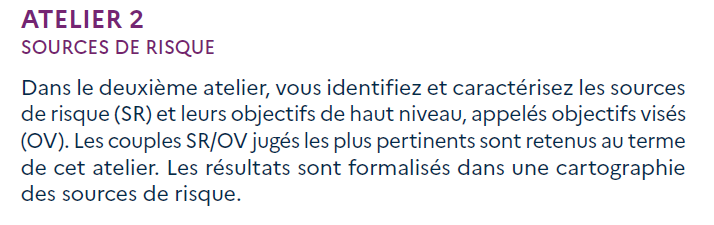 ATELIER 2
SOURCES DE RISQUE
Dans le deuxième atelier, vous identifiez et caractérisez les sources
de risque (SR) et leurs objectifs de haut niveau, appelés objectifs visés
(OV). Les couples SR/OV jugés les plus pertinents sont retenus au terme
de cet atelier. Les résultats sont formalisés dans une cartographie
des sources de risque.